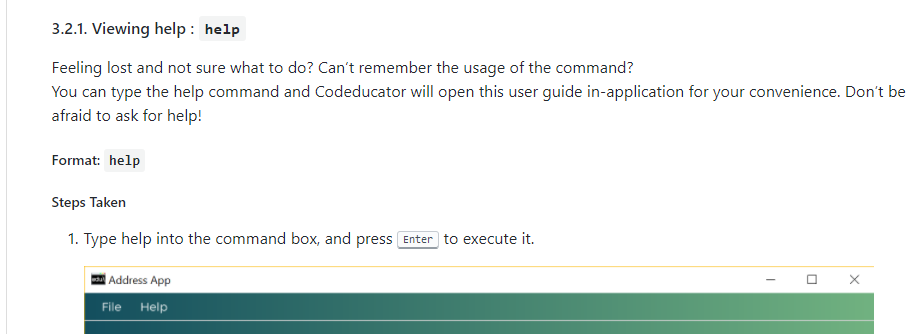 3.2.1. Viewing help : help
Feeling lost and not sure what to do? Can't remember the usage of the command?
You can type the help command and Codeducator will open this user guide in-application for your convenience. Don't be
afraid to ask for help!
Format: help
Steps Taken
1. Type help into the command box, and press Enter to execute it.
Address App
File Help